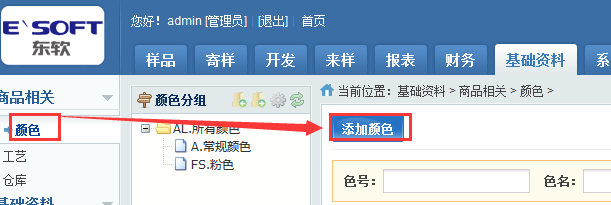 E'SOFT
东软
您好! admin [管理员] | [退出] | 首页
样品 寄样 开发 来样 报表 财务 基础资料 系
商品相关
颜色
工艺
仓库
基础资料
颜色分组
AL.所有颜色
A.常规颜色
FS.粉色
当前位置: 基础资料 > 商品相关 > 颜色 >
添加颜色
色号: 色名: